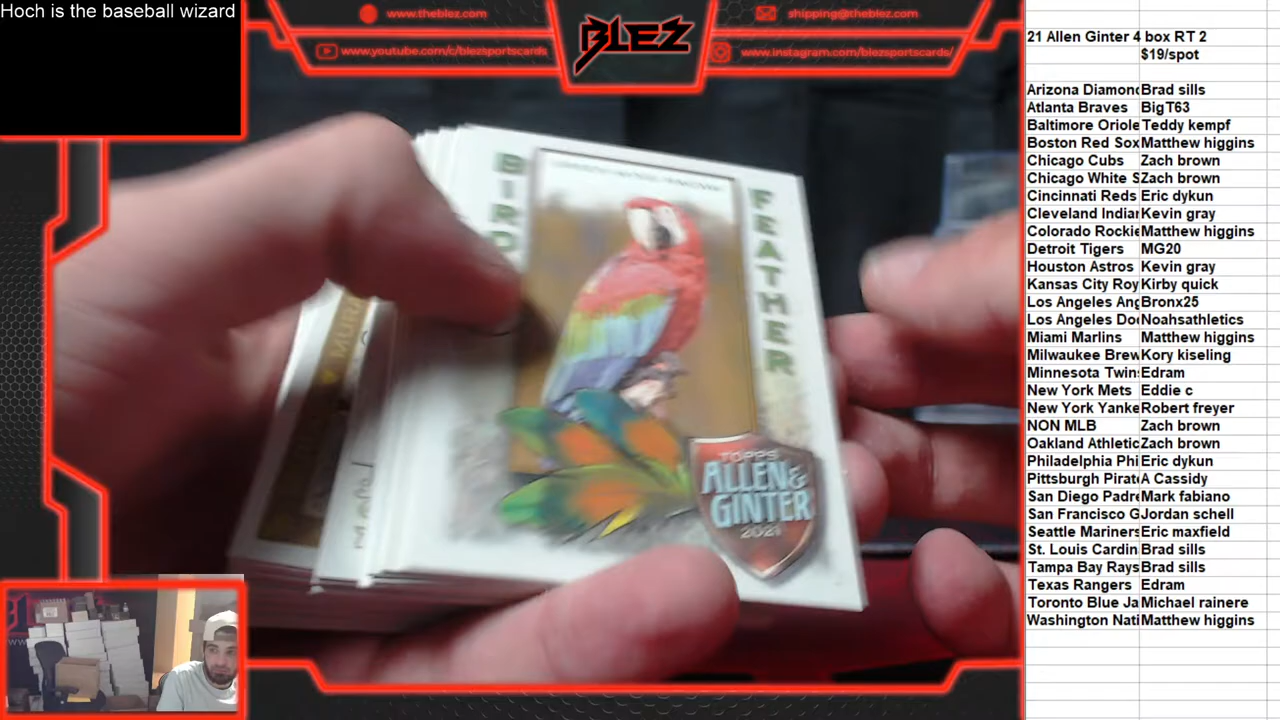 Hoch is the baseball wizard
www.theblez.com
shipping@theblez.com
BLEZ
www.youtube.com/c/blezsportscards
www.instagram.com/blezsportscards/
BIRD
FEATHER
TOPPS
ALLEN &
GINTER
2021
MURR
21 Allen Ginter 4 box RT 2
$19/spot
Arizona Diamond Brad sills
Atlanta Braves BigT63
Baltimore Oriole Teddy kempf
Boston Red Sox Matthew higgins
Chicago Cubs Zach brown
Chicago White S Zach brown
Cincinnati Reds Eric dykun
Cleveland Indian Kevin gray
Colorado Rockie Matthew higgins
Detroit Tigers MG20
Houston Astros Kevin gray
Kansas City Roy Kirby quick
Los Angeles Ang Bronx25
Los Angeles Dod Noahsathletics
Miami Marlins Matthew higgins
Milwaukee Brew Kory kiseling
Minnesota Twins Edram
New York Mets Eddie c
New York Yanke Robert freyer
NON MLB Zach brown
Oakland Athletic Zach brown
Philadelphia Phi Eric dykun
Pittsburgh Pirate A Cassidy
San Diego Padre Mark fabiano
San Francisco G Jordan schell
Seattle Mariners Eric maxfield
St. Louis Cardin Brad sills
Tampa Bay Rays Brad sills
Texas Rangers Edram
Toronto Blue Ja Michael rainere
Washington Nati Matthew higgins